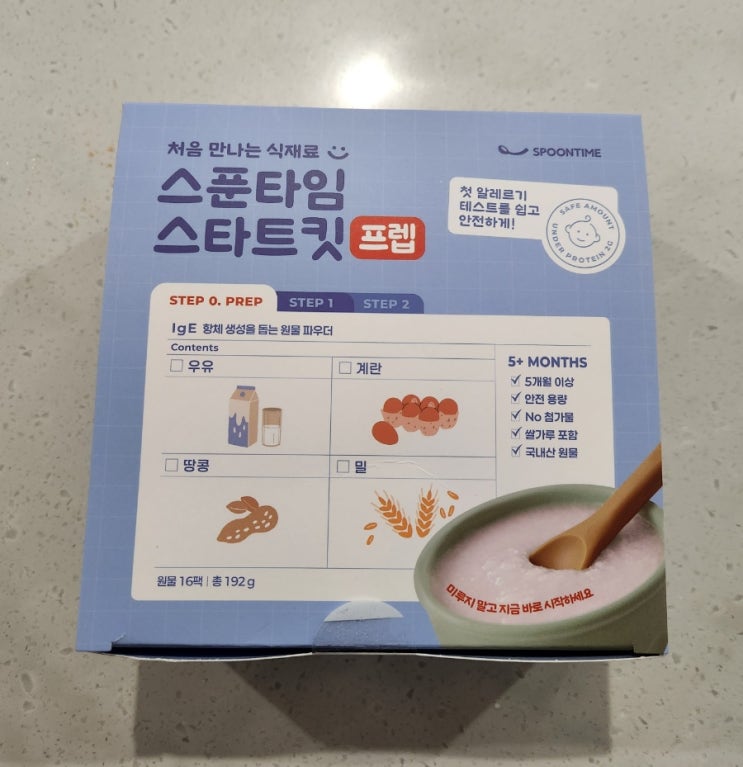 처음 만나는 식재료
스푼타임
스타트킷 프렙
SPOONTIME
첫 알레르기
테스트를 쉽고
안전하게!
SAFE AMOUNT
UNDER PROTEIN 2G
STEP 0. PREP
STEP 1
STEP 2
IgE 항체 생성을 돕는 원물 파우더
Contents
우유
계란
땅콩
밀
5+ MONTHS
5개월 이상
안전 용량
No 첨가물
쌀가루 포함
국내산 원물
원물 16팩 | 총 192g
미루지 말고 지금 바로 시작하세요